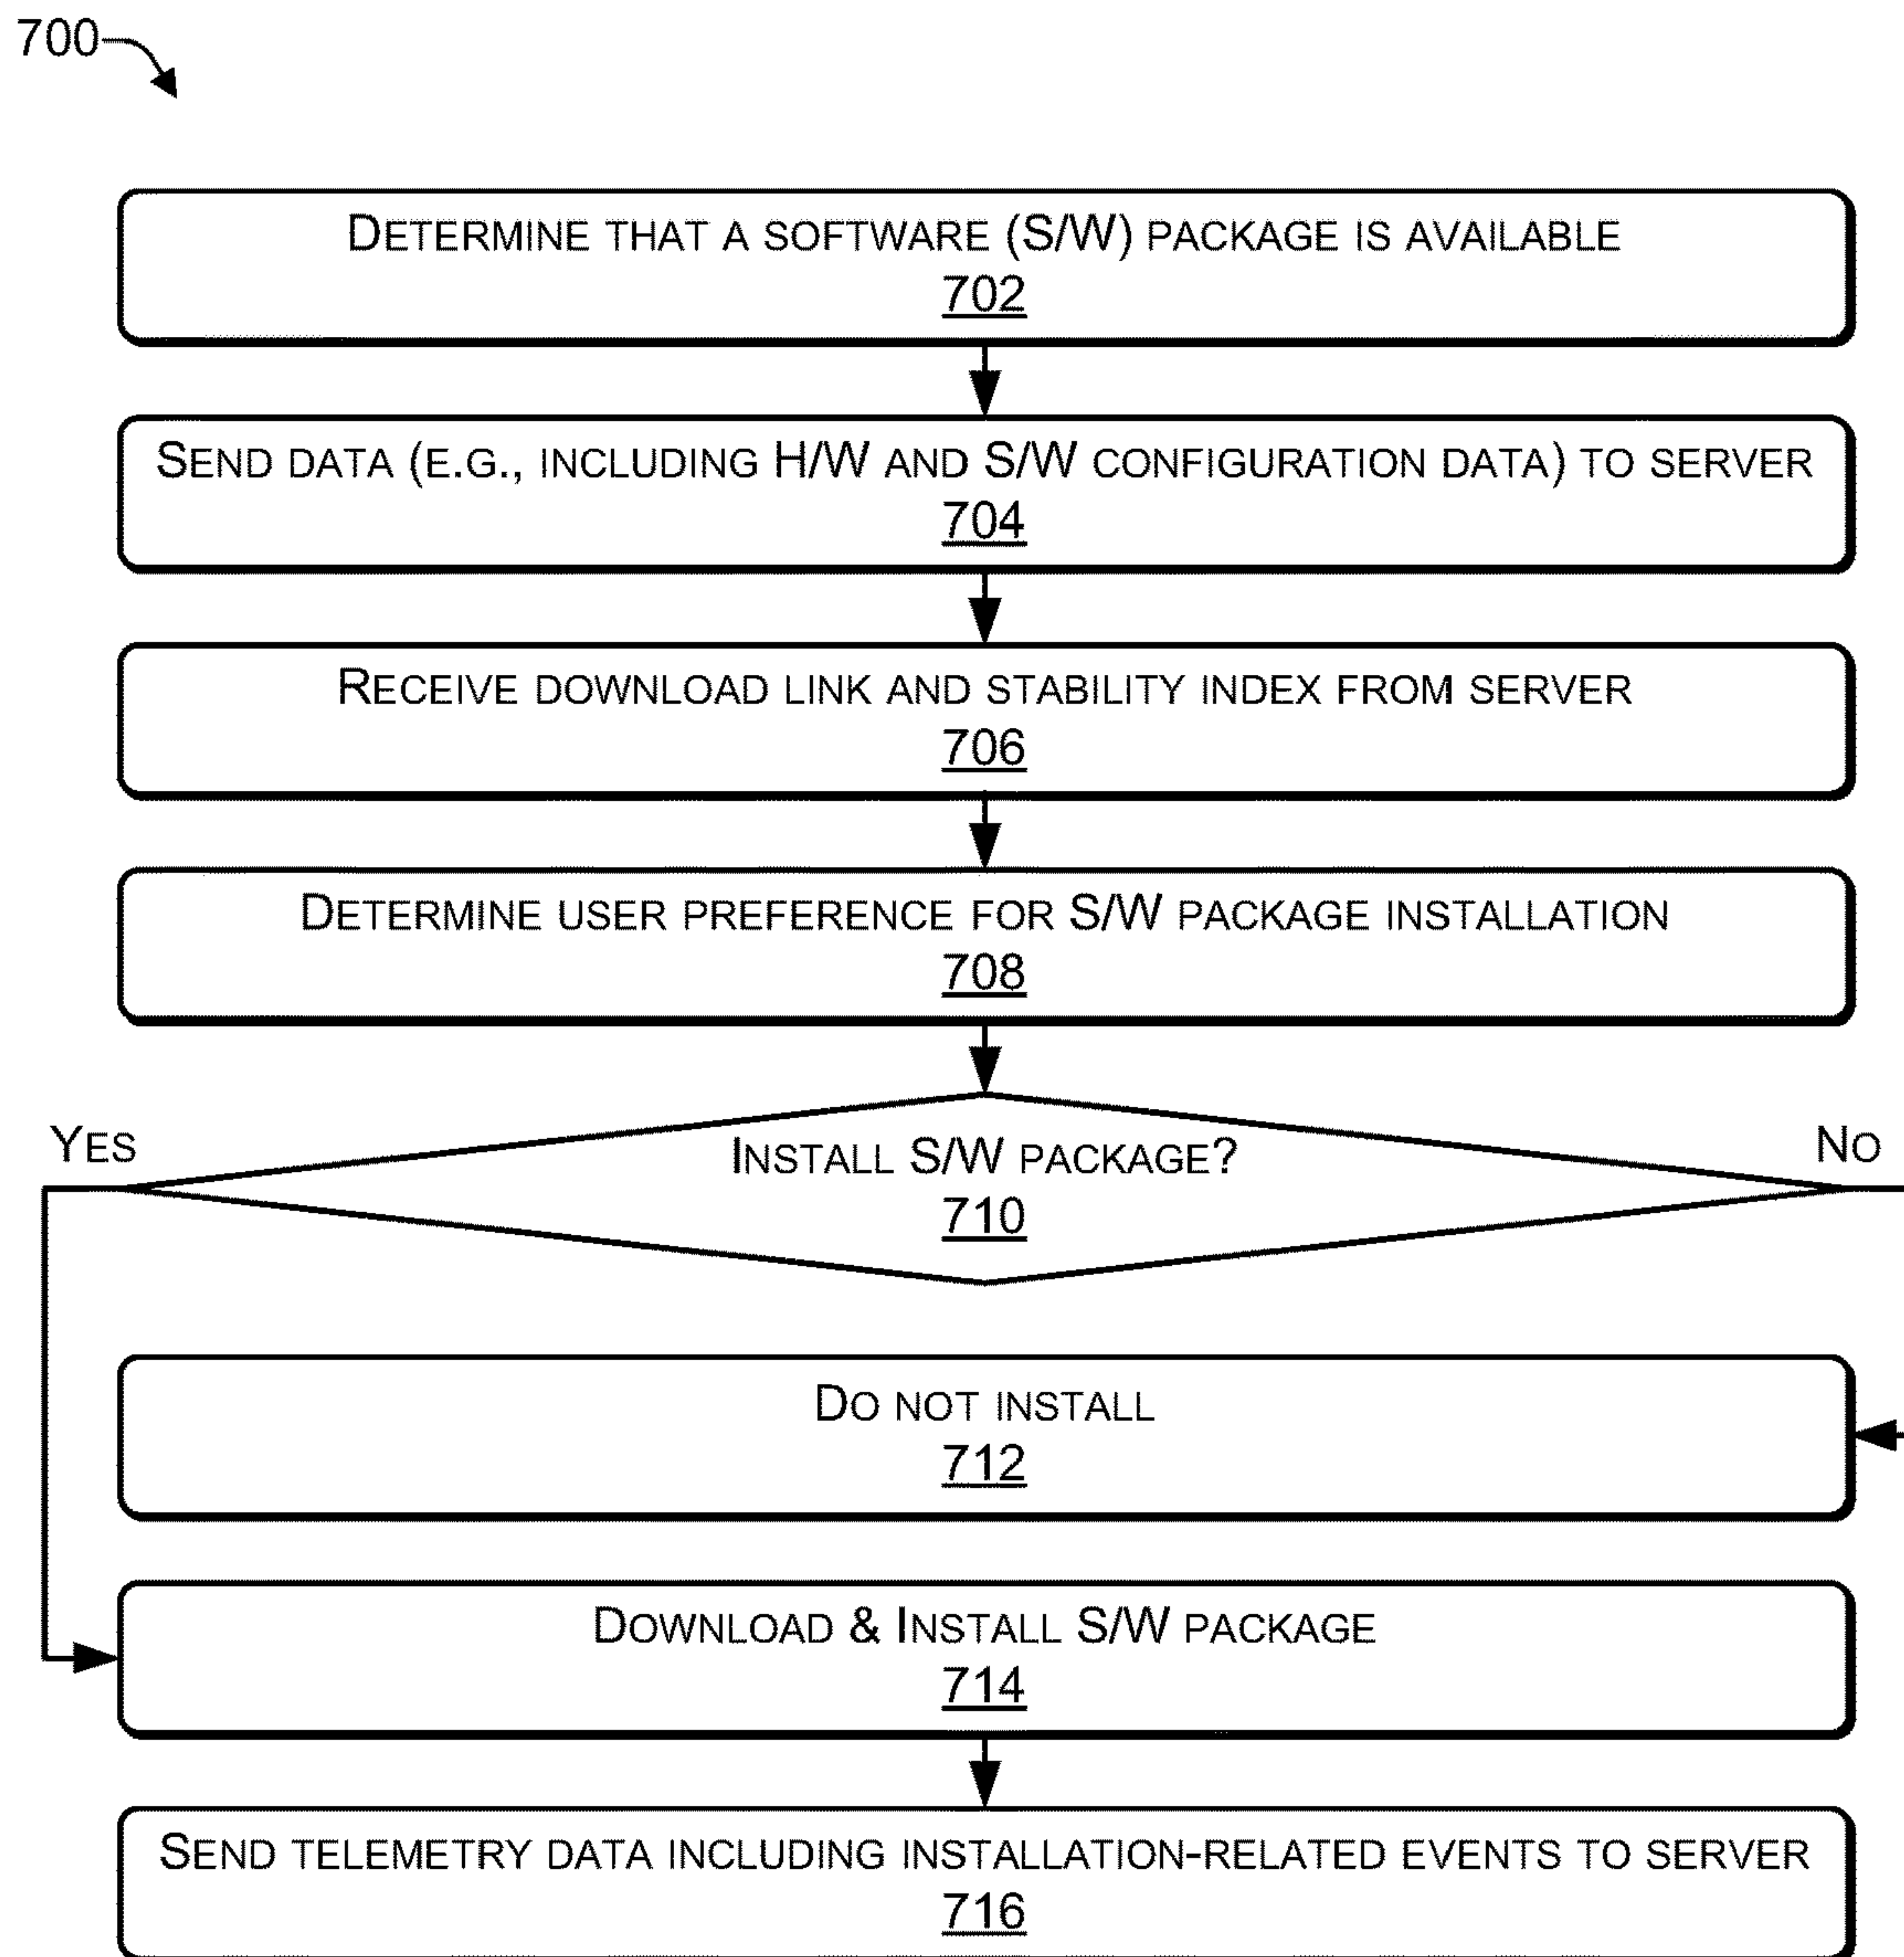 700
Determine that a software (S/W) package is available
702
Send data (e.g., including H/W and S/W configuration data) to server
704
Receive download link and stability index from server
706
Determine user preference for S/W package installation
708
Yes
Install S/W package?
No
710
Do not install
712
Download & Install S/W package
714
Send telemetry data including installation-related events to server
716